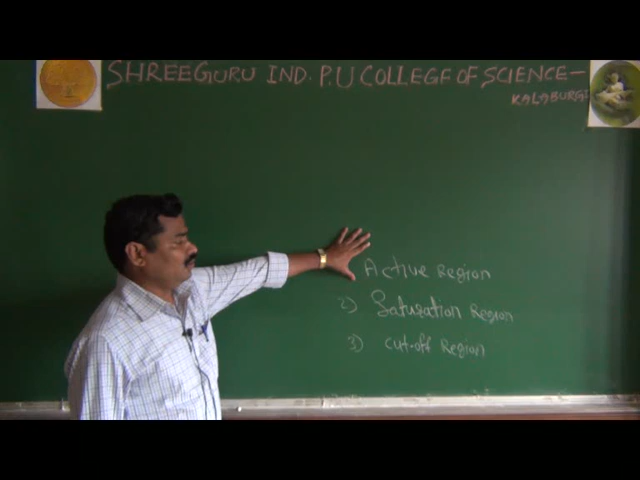 SHREEGURU IND. P.U COLLEGE OF SCIENCE-
KALABURGI
Active Region
2) Saturation Region
3) cut-off Region